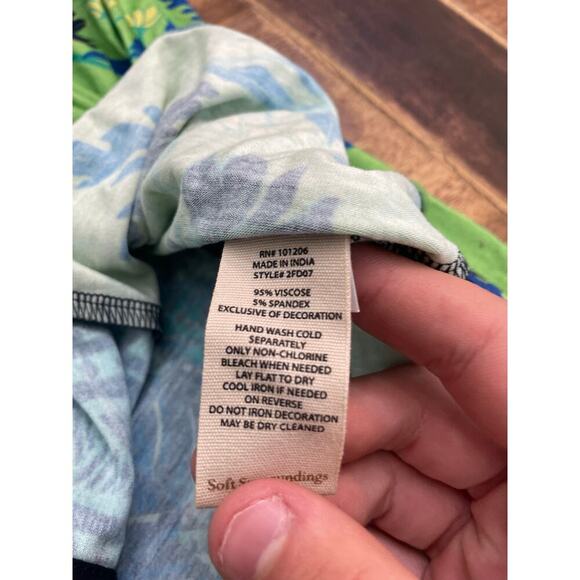 RN# 101206
MADE IN INDIA
STYLE# 2FD07
95% VISCOSE
5% SPANDEX
EXCLUSIVE OF DECORATION
HAND WASH COLD
SEPARATELY
ONLY NON-CHLORINE
BLEACH WHEN NEEDED
LAY FLAT TO DRY
COOL IRON IF NEEDED
ON REVERSE
DO NOT IRON DECORATION
MAY BE DRY CLEANED
Soft Surroundings